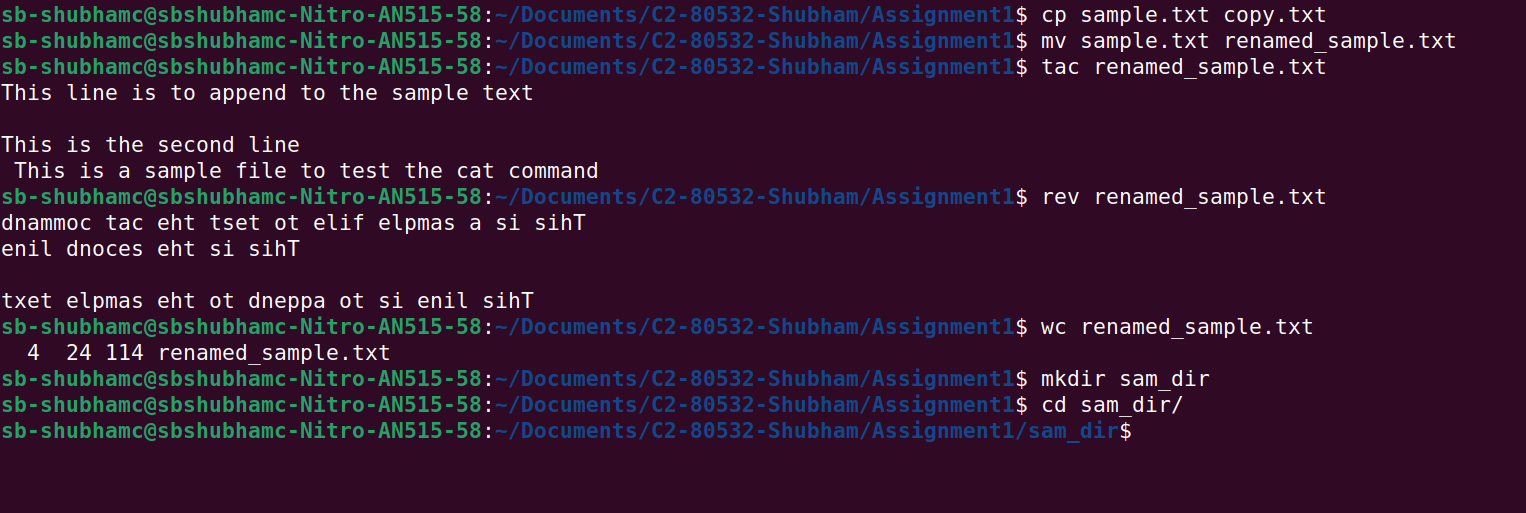 sb-shubhamc@sbshubhamc-Nitro-AN515-58:~/Documents/C2-80532-Shubham/Assignment1$ cp sample.txt copy.txt
sb-shubhamc@sbshubhamc-Nitro-AN515-58:~/Documents/C2-80532-Shubham/Assignment1$ mv sample.txt renamed_sample.txt
sb-shubhamc@sbshubhamc-Nitro-AN515-58:~/Documents/C2-80532-Shubham/Assignment1$ tac renamed_sample.txt
This line is to append to the sample text

This is the second line
 This is a sample file to test the cat command
sb-shubhamc@sbshubhamc-Nitro-AN515-58:~/Documents/C2-80532-Shubham/Assignment1$ rev renamed_sample.txt
dnammoc tac eht tset ot elif elpmas a si sihT
enil dnoces eht si sihT

txet elpmas eht ot dneppa ot si enil sihT
sb-shubhamc@sbshubhamc-Nitro-AN515-58:~/Documents/C2-80532-Shubham/Assignment1$ wc renamed_sample.txt
  4  24 114 renamed_sample.txt
sb-shubhamc@sbshubhamc-Nitro-AN515-58:~/Documents/C2-80532-Shubham/Assignment1$ mkdir sam_dir
sb-shubhamc@sbshubhamc-Nitro-AN515-58:~/Documents/C2-80532-Shubham/Assignment1$ cd sam_dir/
sb-shubhamc@sbshubhamc-Nitro-AN515-58:~/Documents/C2-80532-Shubham/Assignment1/sam_dir$